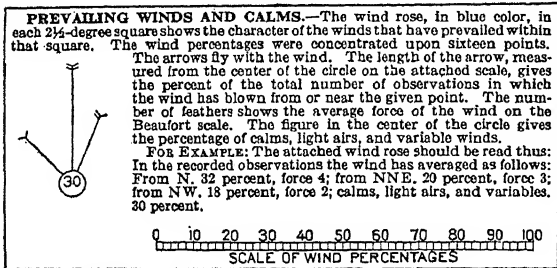 PREVAILING WINDS AND CALMS.—The wind rose, in blue color, in
each 2½-degree square shows the character of the winds that have prevailed within
that square. The wind percentages were concentrated upon sixteen points.
The arrows fly with the wind. The length of the arrow, meas-
ured from the center of the circle on the attached scale, gives
the percent of the total number of observations in which
the wind has blown from or near the given point. The num-
ber of feathers shows the average force of the wind on the
Beaufort scale. The figure in the center of the circle gives
the percentage of calms, light airs, and variable winds.
FOR EXAMPLE: The attached wind rose should be read thus:
In the recorded observations the wind has averaged as follows:
From N. 32 percent, force 4; from NNE. 20 percent, force 3;
from NW. 18 percent, force 2; calms, light airs, and variables.
30 percent.
30
0 10 20 30 40 50 60 70 80 90 100
SCALE OF WIND PERCENTAGES